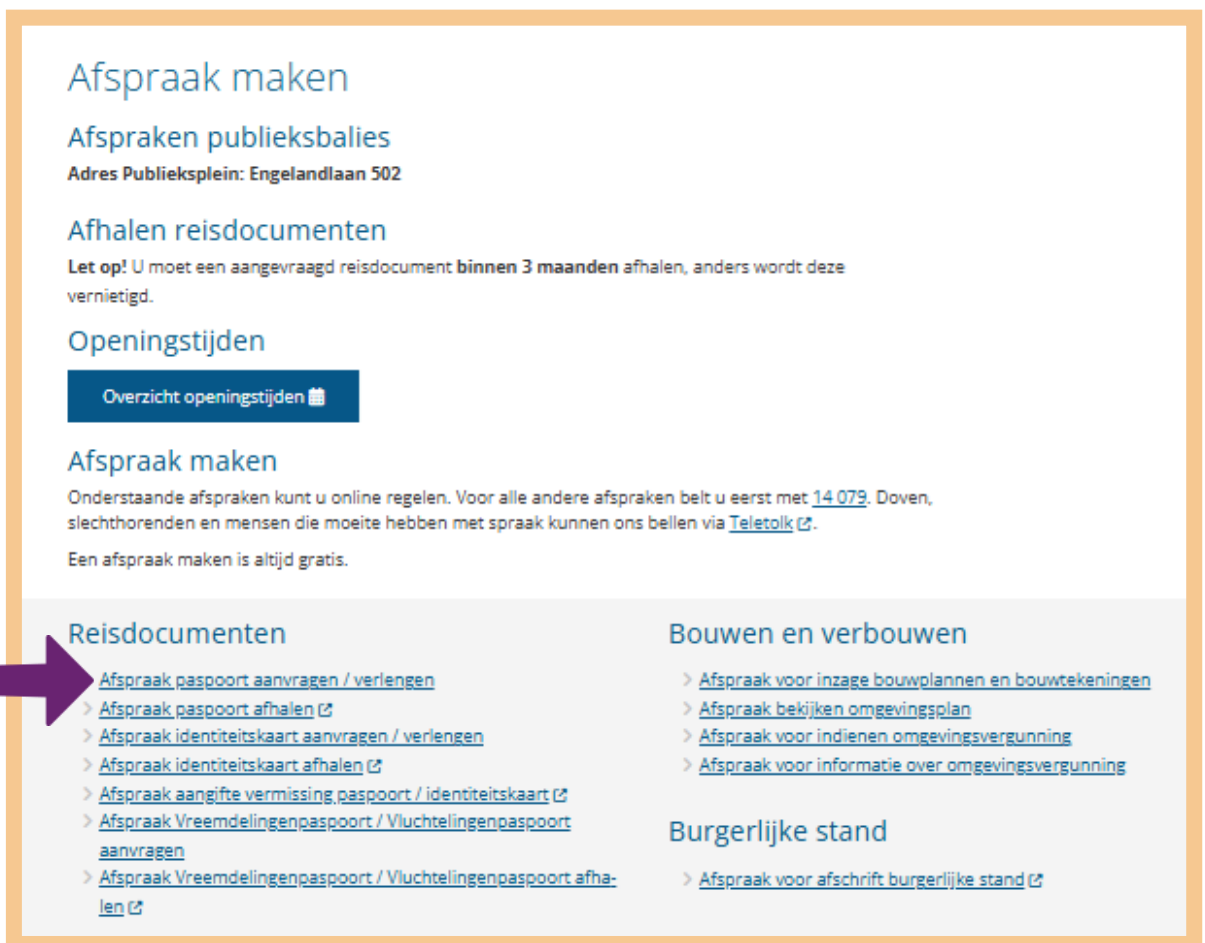 Afspraak maken
Afspraken publieksbalies
Adres Publieksplein: Engelandlaan 502
Afhalen reisdocumenten
Let op! U moet een aangevraagd reisdocument binnen 3 maanden afhalen, anders wordt deze
vernietigd.
Openingstijden
Overzicht openingstijden
Afspraak maken
Onderstaande afspraken kunt u online regelen. Voor alle andere afspraken belt u eerst met 14 079. Doven,
slechthorenden en mensen die moeite hebben met spraak kunnen ons bellen via Teletolk.
Een afspraak maken is altijd gratis.
Reisdocumenten
Afspraak paspoort aanvragen / verlengen
Afspraak paspoort afhalen
Afspraak identiteitskaart aanvragen / verlengen
Afspraak identiteitskaart afhalen
Afspraak aangifte vermissing paspoort / identiteitskaart
Afspraak Vreemdelingenpaspoort / Vluchtelingenpaspoort
aanvragen
Afspraak Vreemdelingenpaspoort / Vluchtelingenpaspoort afha-
len
Bouwen en verbouwen
Afspraak voor inzage bouwplannen en bouwtekeningen
Afspraak bekijken omgevingsplan
Afspraak voor indienen omgevingsvergunning
Afspraak voor informatie over omgevingsvergunning
Burgerlijke stand
Afspraak voor afschrift burgerlijke stand